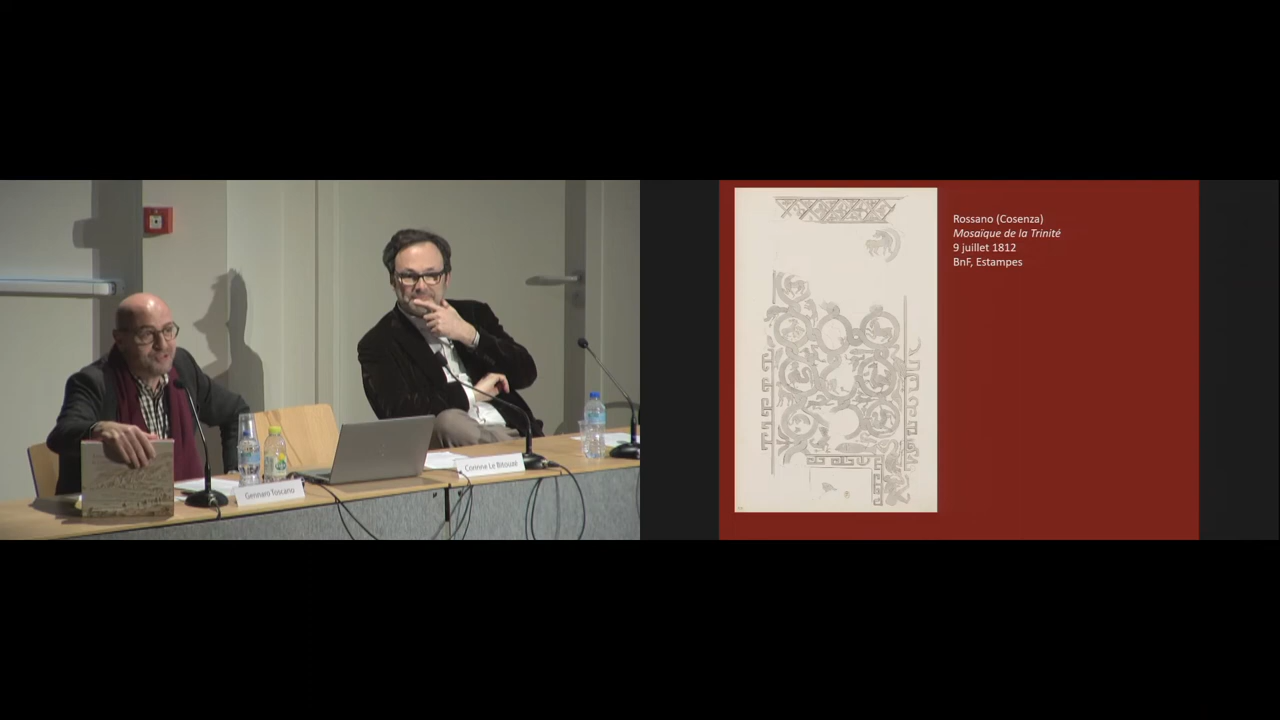 Gennaro Toscano
Corinne Le Bitouzé
Rossano (Cosenza)
Mosaïque de la Trinité
9 juillet 1812
BnF, Estampes